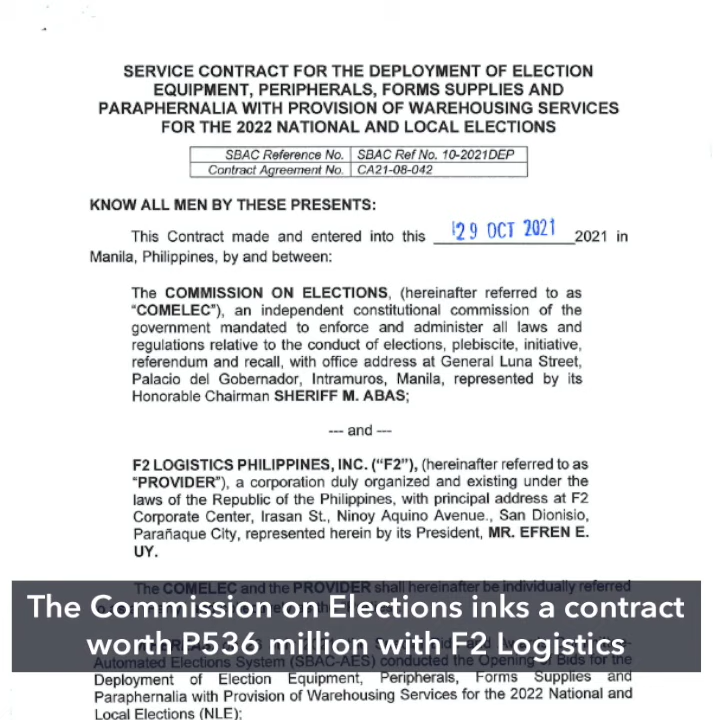 SERVICE CONTRACT FOR THE DEPLOYMENT OF ELECTION
EQUIPMENT, PERIPHERALS, FORMS SUPPLIES AND
PARAPHERNALIA WITH PROVISION OF WAREHOUSING SERVICES
FOR THE 2022 NATIONAL AND LOCAL ELECTIONS
SBAC Reference No. SBAC Ref No. 10-2021DEP
Contract Agreement No. CA21-08-042
KNOW ALL MEN BY THESE PRESENTS:
This Contract made and entered into this 29 OCT 2021 2021 in
Manila, Philippines, by and between:
The COMMISSION ON ELECTIONS, (hereinafter referred to as
"COMELEC"), an independent constitutional commission of the
government mandated to enforce and administer all laws and
regulations relative to the conduct of elections, plebiscite, initiative,
referendum and recall, with office address at General Luna Street,
Palacio del Gobernador, Intramuros, Manila, represented by its
Honorable Chairman SHERIFF M. ABAS;
--- and ---
F2 LOGISTICS PHILIPPINES, INC. ("F2"), (hereinafter referred to as
"PROVIDER"), a corporation duly organized and existing under the
laws of the Republic of the Philippines, with principal address at F2
Corporate Center, Irasan St., Ninoy Aquino Avenue., San Dionisio,
Parañaque City, represented herein by its President, MR. EFREN E.
UY.
The COMELEC and the PROVIDER shall hereinafter be individually referred
The Commission on Elections inks a contract
worth P536 million with F2 Logistics
Automated Elections System (SBAC-AES) conducted the Opening of Bids for the
Deployment of Election Equipment, Peripherals, Forms Supplies and
Paraphernalia with Provision of Warehousing Services for the 2022 National and
Local Elections (NLE);